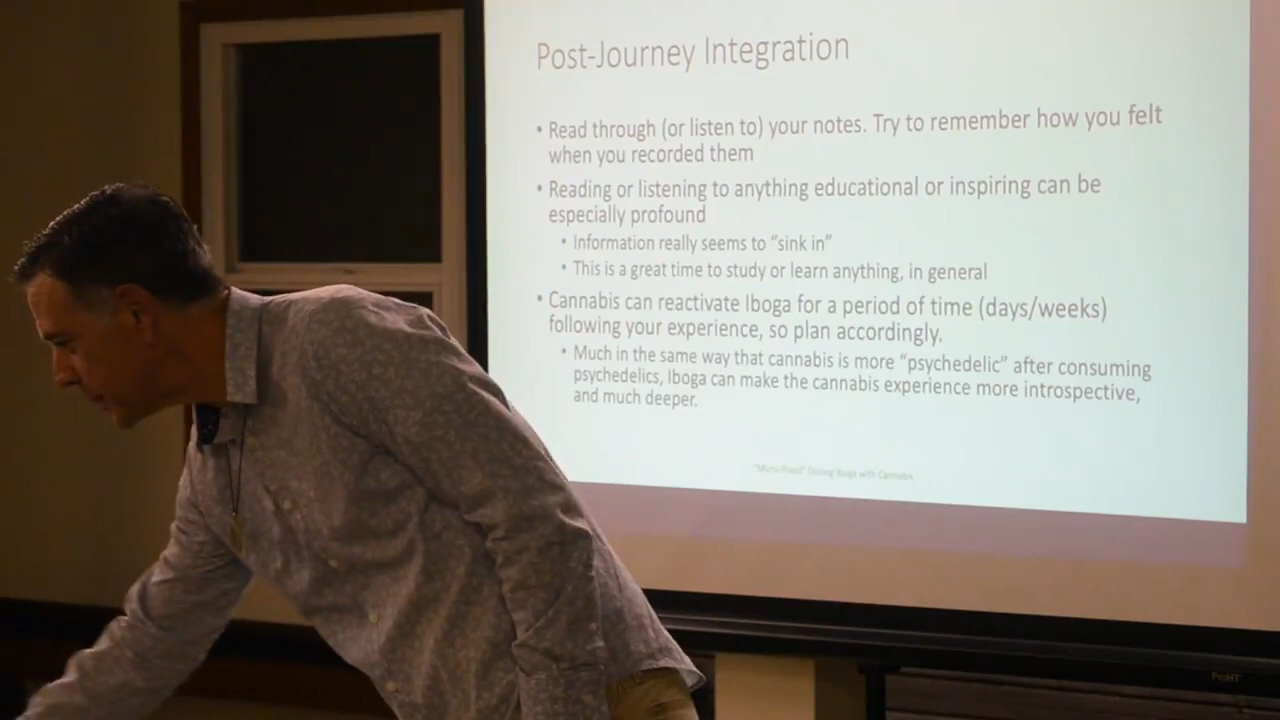 Post-Journey Integration
• Read through (or listen to) your notes. Try to remember how you felt
when you recorded them
• Reading or listening to anything educational or inspiring can be
especially profound
• Information really seems to “sink in”
• This is a great time to study or learn anything, in general
• Cannabis can reactivate Iboga for a period of time (days/weeks)
following your experience, so plan accordingly.
• Much in the same way that cannabis is more “psychedelic” after consuming
psychedelics, Iboga can make the cannabis experience more introspective,
and much deeper.
Dosing Iboga with Cannabis